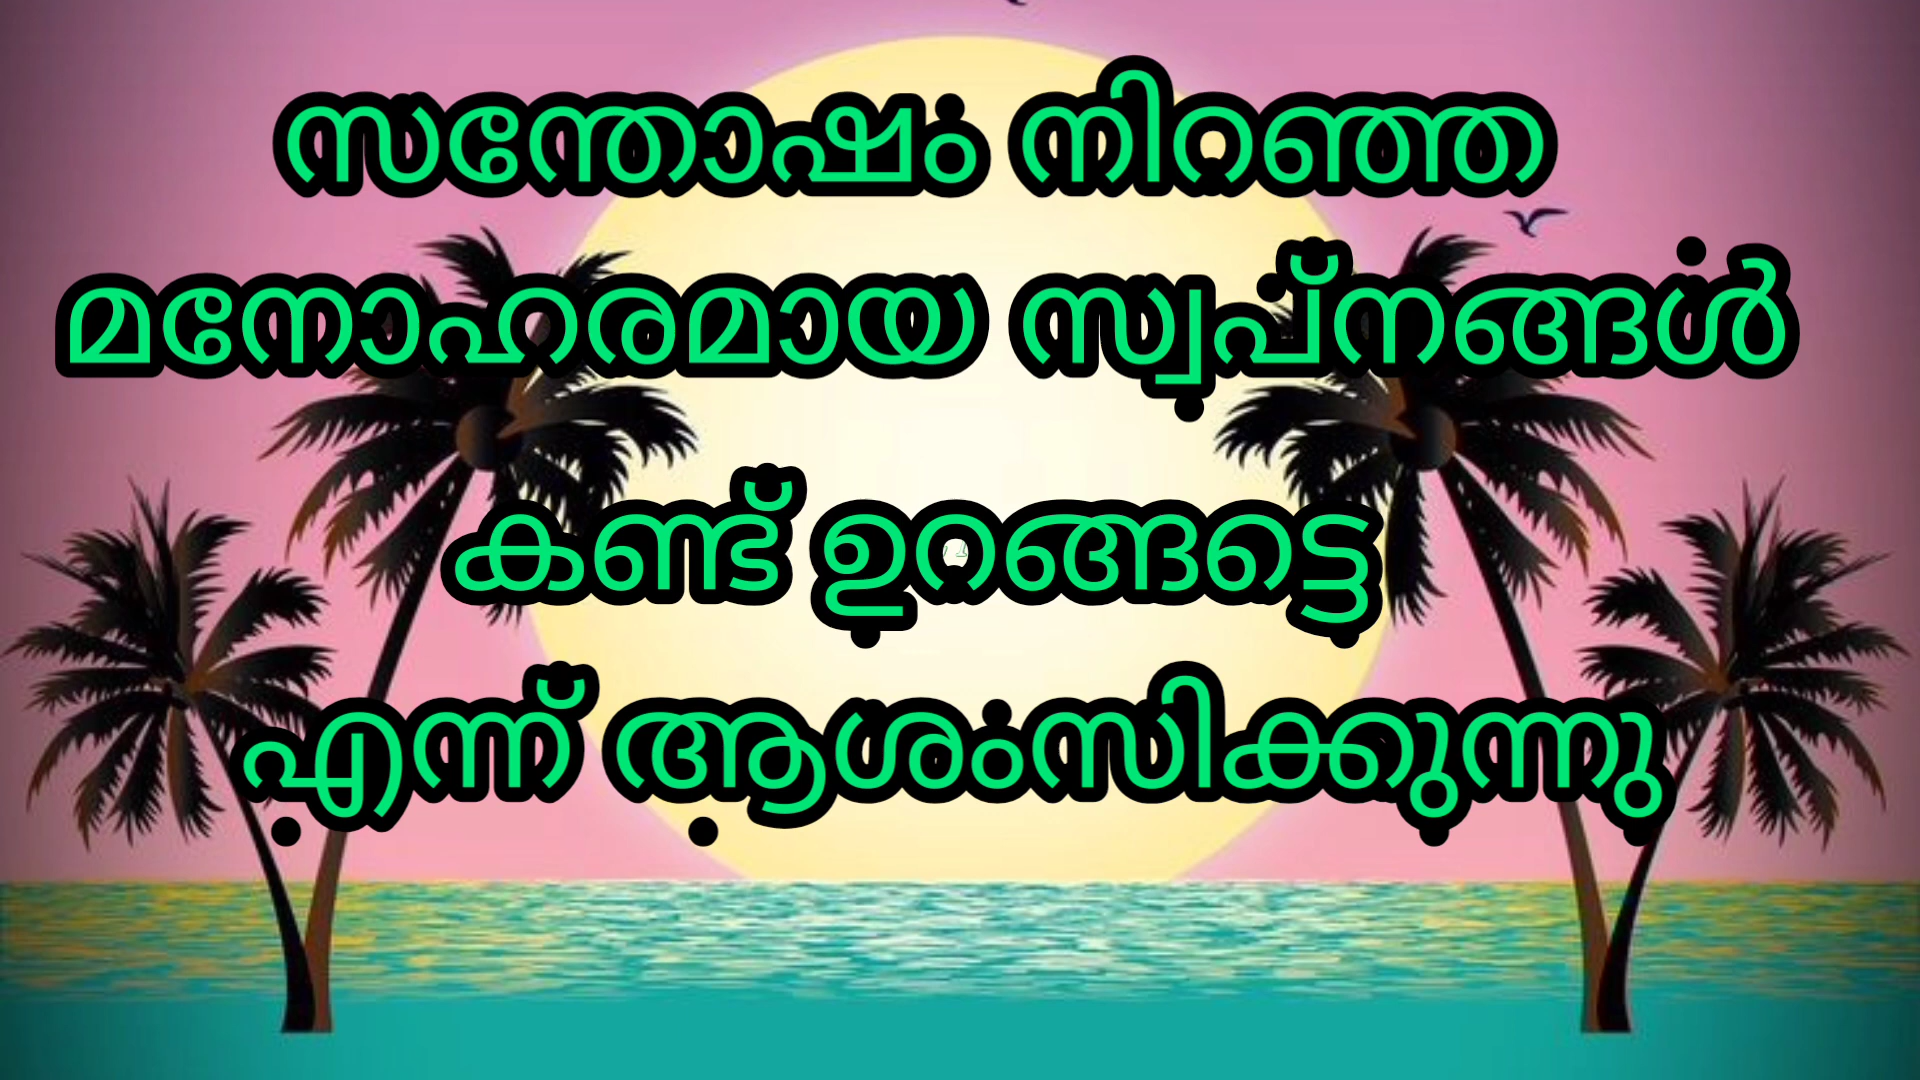 സന്തോഷം നിറഞ്ഞ
മനോഹരമായ സ്വപ്നങ്ങൾ
കണ്ട് ഉറങ്ങട്ടെ
എന്ന് ആശംസിക്കുന്നു